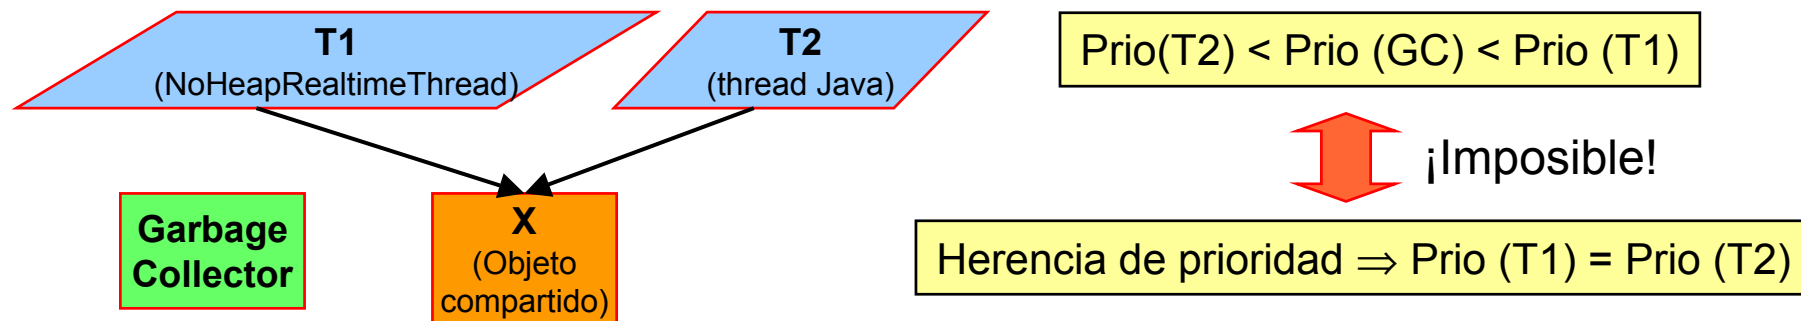 T1
(NoHeapRealtimeThread)
T2
(thread Java)
Prio(T2) < Prio (GC) < Prio (T1)
¡Imposible!
Garbage
Collector
X
(Objeto
compartido)
Herencia de prioridad ⇒ Prio (T1) = Prio (T2)